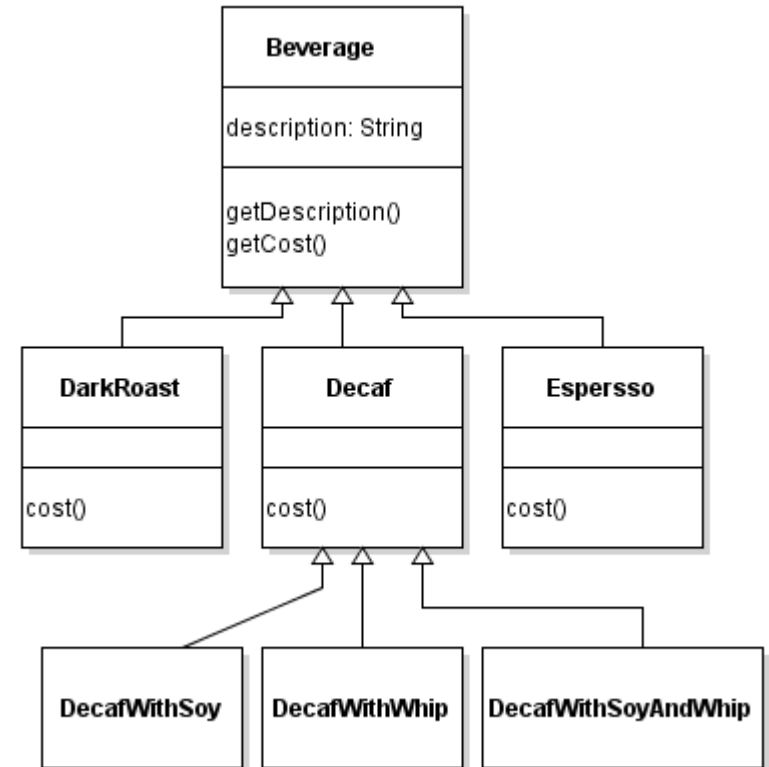 Beverage
description: String
getDescription()
getCost()
DarkRoast
Decaf
Espersso
cost()
cost()
cost()
DecafWithSoy
DecafWithWhip
DecafWithSoyAndWhip